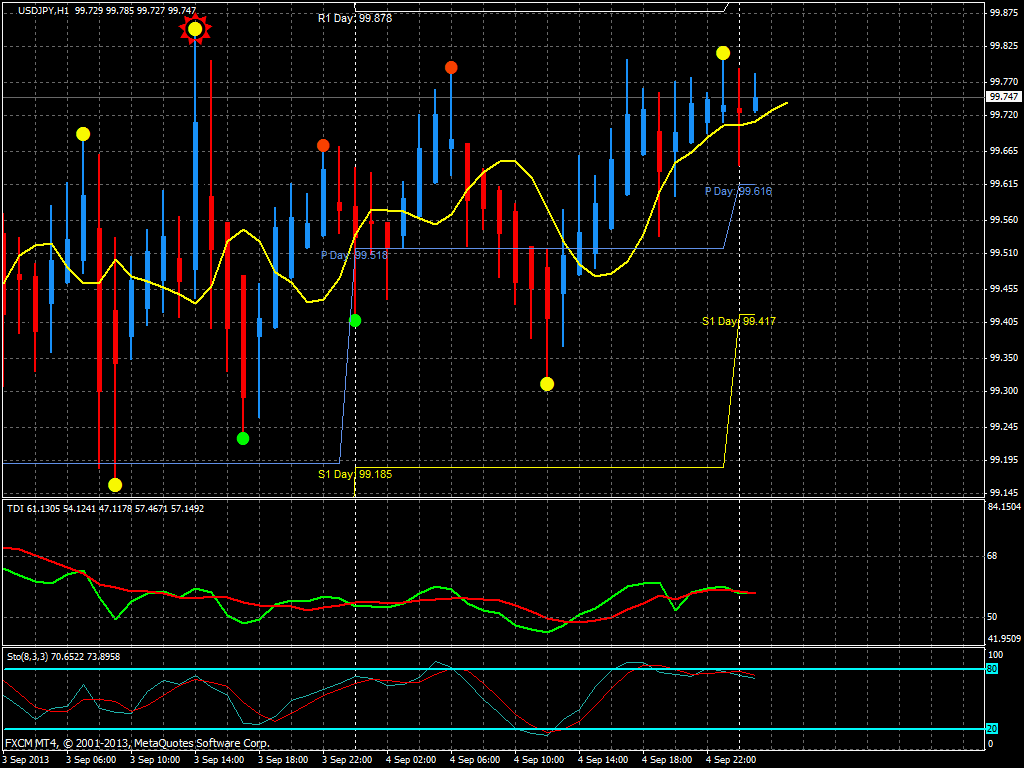 USDJPY,H1 99.729 99.785 99.727 99.747
R1 Day: 99.878
P Day: 99.518
S1 Day: 99.185
P Day: 99.616
S1 Day: 99.417
99.875
99.825
99.770
99.747
99.720
99.665
99.615
99.560
99.510
99.455
99.405
99.350
99.300
99.245
99.195
99.145
TDI 61.1305 54.1241 47.1178 57.4671 57.1492
84.1504
68
50
41.9509
Sto(8,3,3) 70.6522 73.8958
100
80
20
0
FXCM MT4, © 2001-2013, MetaQuotes Software Corp.
3 Sep 2013 3 Sep 06:00 3 Sep 10:00 3 Sep 14:00 3 Sep 18:00 3 Sep 22:00 4 Sep 02:00 4 Sep 06:00 4 Sep 10:00 4 Sep 14:00 4 Sep 18:00 4 Sep 22:00